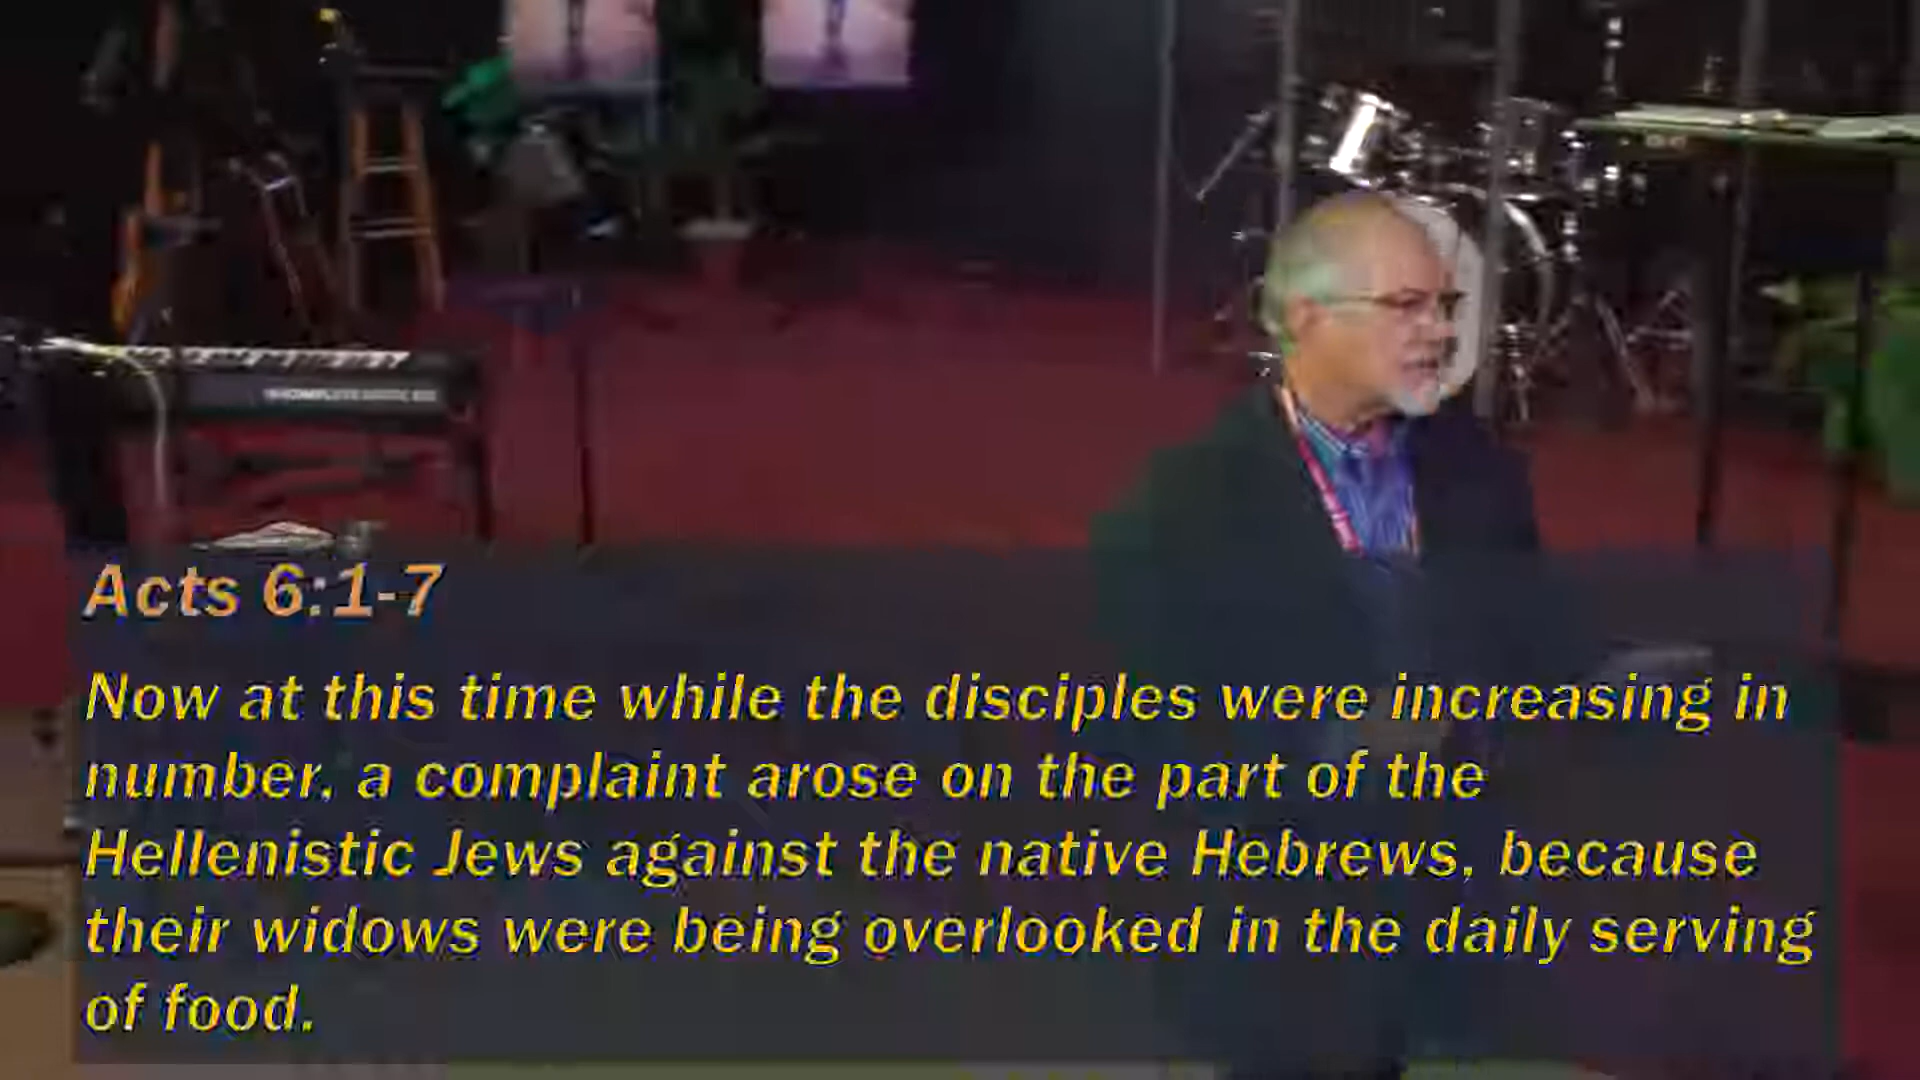 Acts 6:1-7
Now at this time while the disciples were increasing in
number, a complaint arose on the part of the
Hellenistic Jews against the native Hebrews, because
their widows were being overlooked in the daily serving
of food.